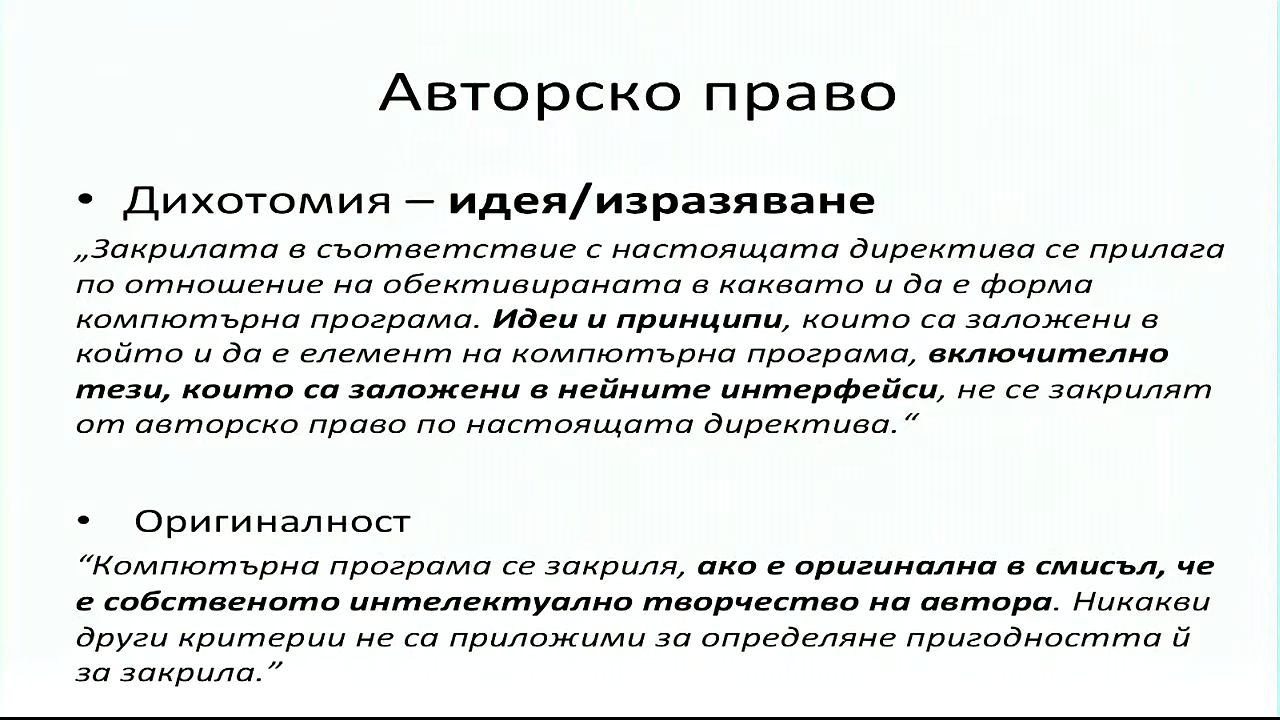 Авторско право
• Дихотомия – идея/изразяване
„Закрилата в съответствие с настоящата директива се прилага
по отношение на обективираната в каквато и да е форма
компютърна програма. Идеи и принципи, които са заложени в
който и да е елемент на компютърна програма, включително
тези, които са заложени в нейните интерфейси, не се закрилят
от авторско право по настоящата директива.“
• Оригиналност
“Компютърна програма се закриля, ако е оригинална в смисъл, че
е собственото интелектуално творчество на автора. Никакви
други критерии не са приложими за определяне пригодността й
за закрила.”